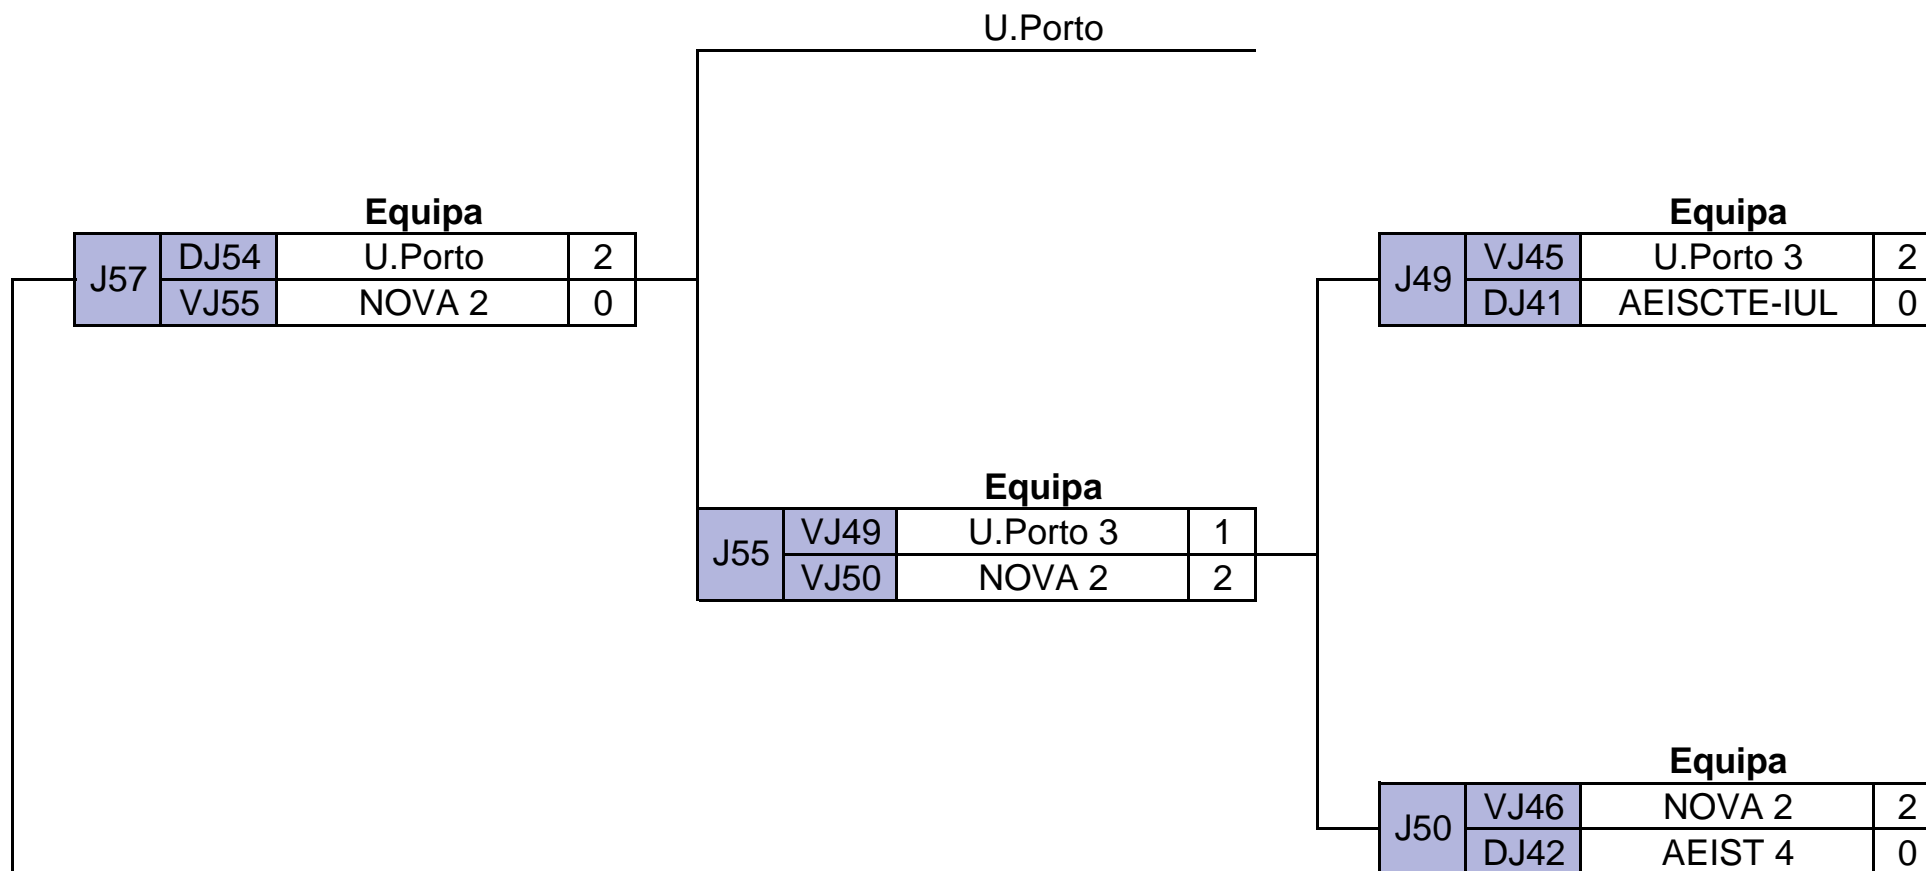 U.Porto
Equipa
J57 DJ54 U.Porto 2
VJ55 NOVA 2 0
Equipa
J49 VJ45 U.Porto 3 2
DJ41 AEISCTE-IUL 0
Equipa
J55 VJ49 U.Porto 3 1
VJ50 NOVA 2 2
Equipa
J50 VJ46 NOVA 2 2
DJ42 AEIST 4 0